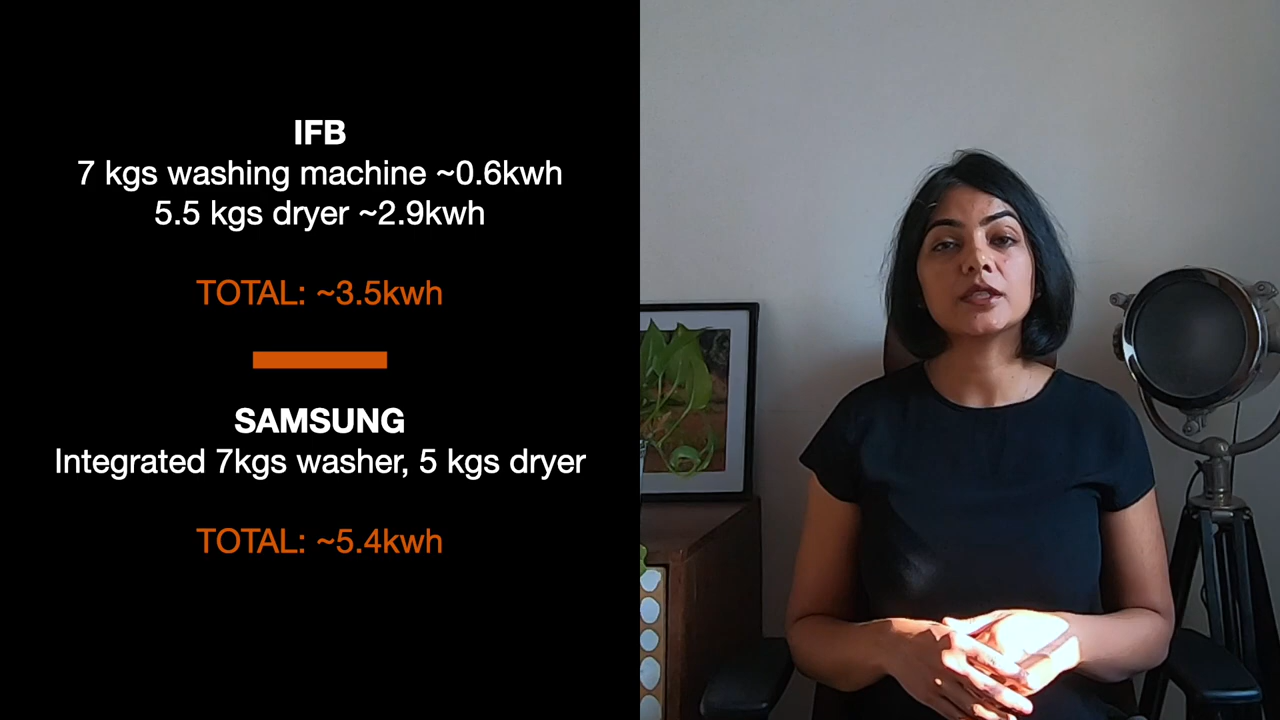 IFB
7 kgs washing machine ~0.6kwh
5.5 kgs dryer ~2.9kwh
TOTAL: ~3.5kwh
SAMSUNG
Integrated 7kgs washer, 5 kgs dryer
TOTAL: ~5.4kwh